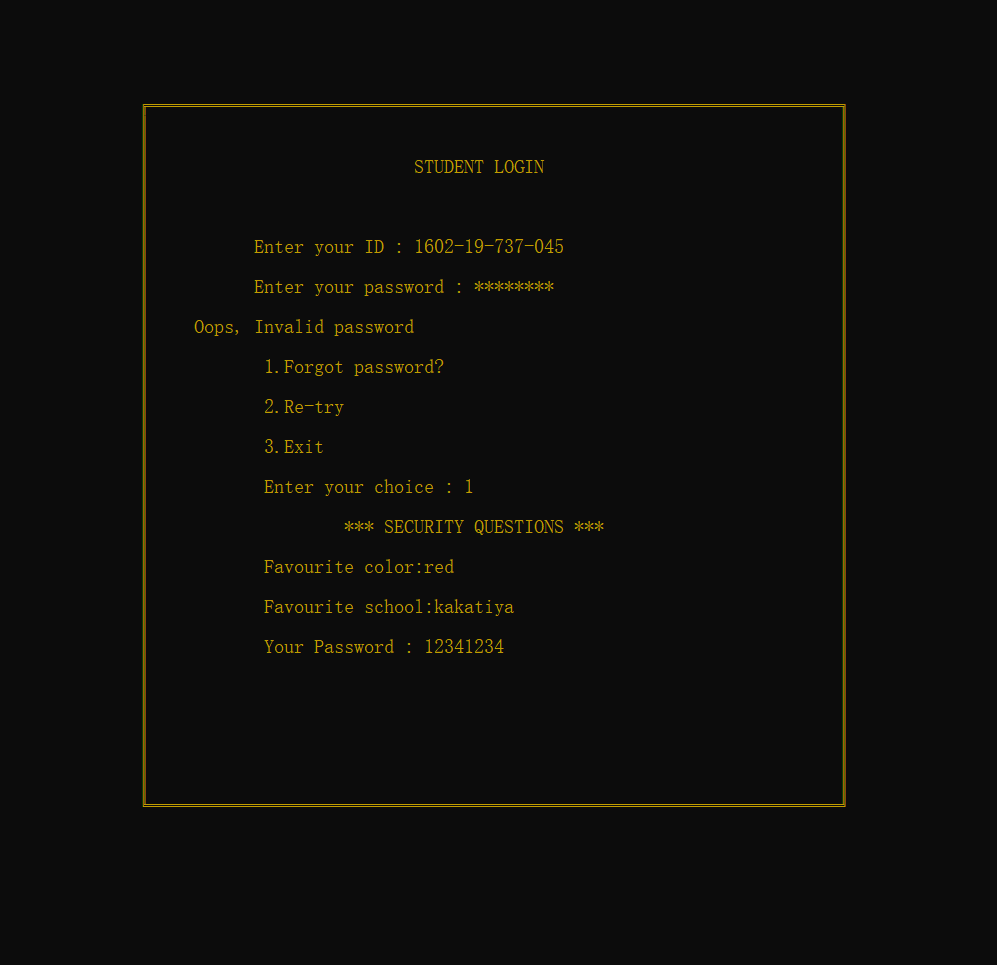 STUDENT LOGIN
Enter your ID : 1602-19-737-045
Enter your password : ********
Oops, Invalid password
1.Forgot password?
2.Re-try
3.Exit
Enter your choice : 1
*** SECURITY QUESTIONS ***
Favourite color:red
Favourite school:kakatiya
Your Password : 12341234